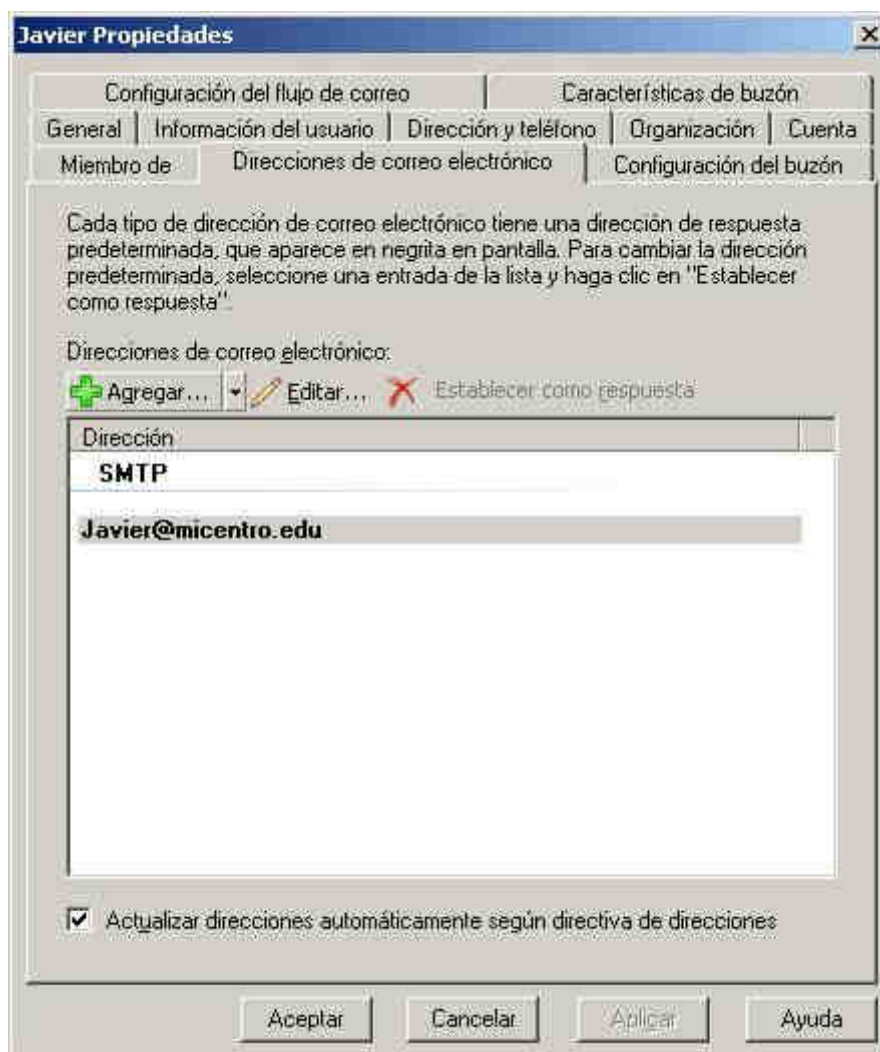 Javier Propiedades
Configuración del flujo de correo
Características de buzón
General
Información del usuario
Dirección y teléfono
Organización
Cuenta
Miembro de
Direcciones de correo electrónico
Configuración del buzón
Cada tipo de dirección de correo electrónico tiene una dirección de respuesta
predeterminada, que aparece en negrita en pantalla. Para cambiar la dirección
predeterminada, seleccione una entrada de la lista y haga clic en "Establecer
como respuesta".
Direcciones de correo electrónico:
Agregar...
Editar...
Establecer como respuesta
Dirección
SMTP
Javier@micentro.edu
Actualizar direcciones automáticamente según directiva de direcciones
Aceptar
Cancelar
Aplicar
Ayuda